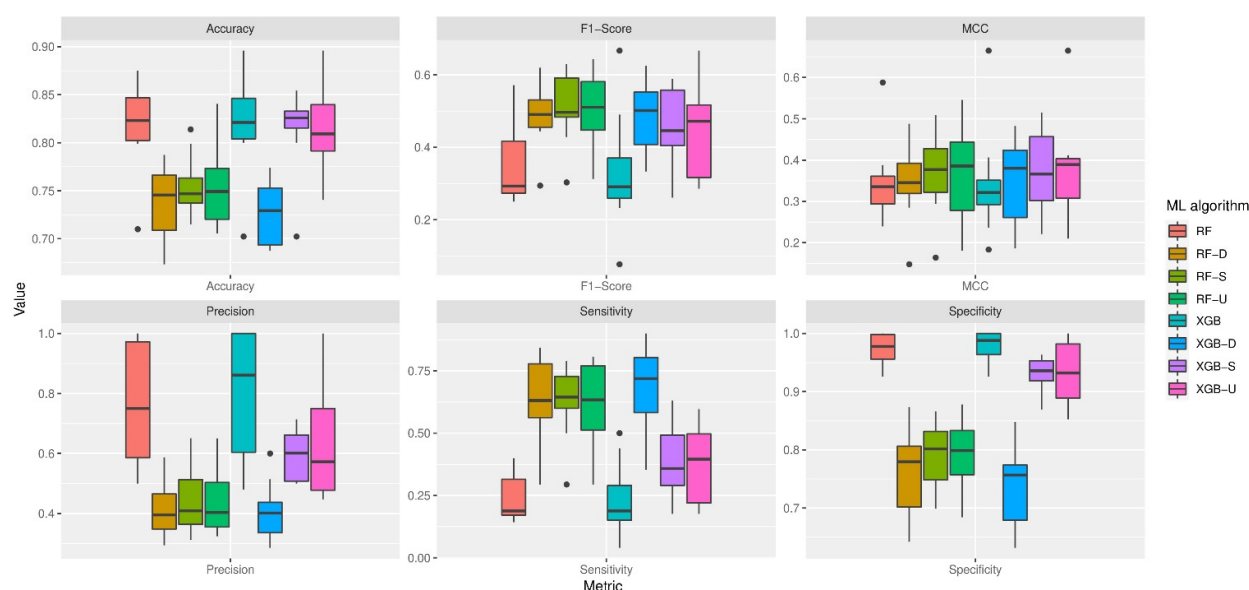 Accuracy
F1−Score
MCC
0.90
0.85
0.80
0.75
0.70
0.6
0.4
0.2
0.6
0.5
0.4
0.3
0.2
Accuracy
F1−Score
MCC
Precision
Sensitivity
Specificity
1.0
0.8
0.6
0.4
0.75
0.50
0.25
0.00
1.0
0.9
0.8
0.7
Precision
Sensitivity
Specificity
Value
Metric
ML algorithm
RF
RF−D
RF−S
RF−U
XGB
XGB−D
XGB−S
XGB−U